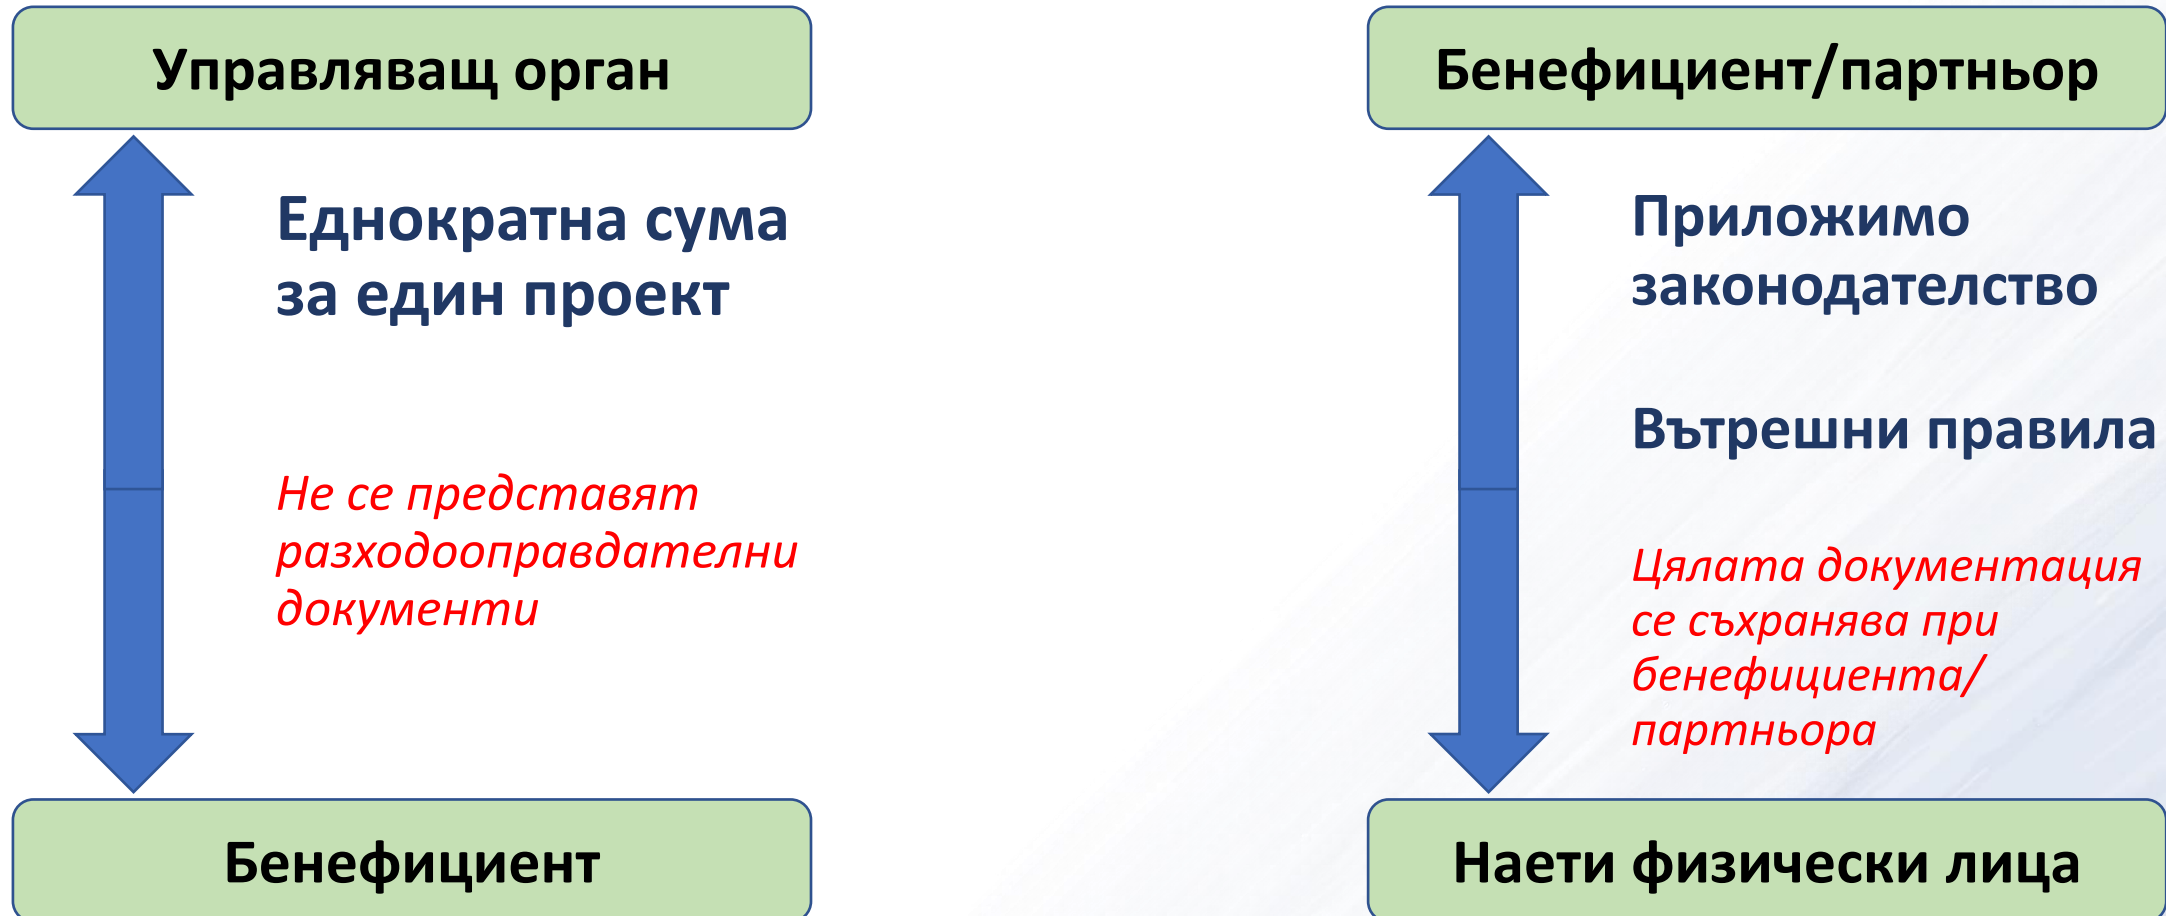 Управляващ орган
Еднократна сума
за един проект
Не се представят
разходооправдателни
документи
Бенефициент
Бенефициент/партньор
Приложимо
законодателство
Вътрешни правила
Цялата документация
се съхранява при
бенефициента/
партньора
Наети физически лица